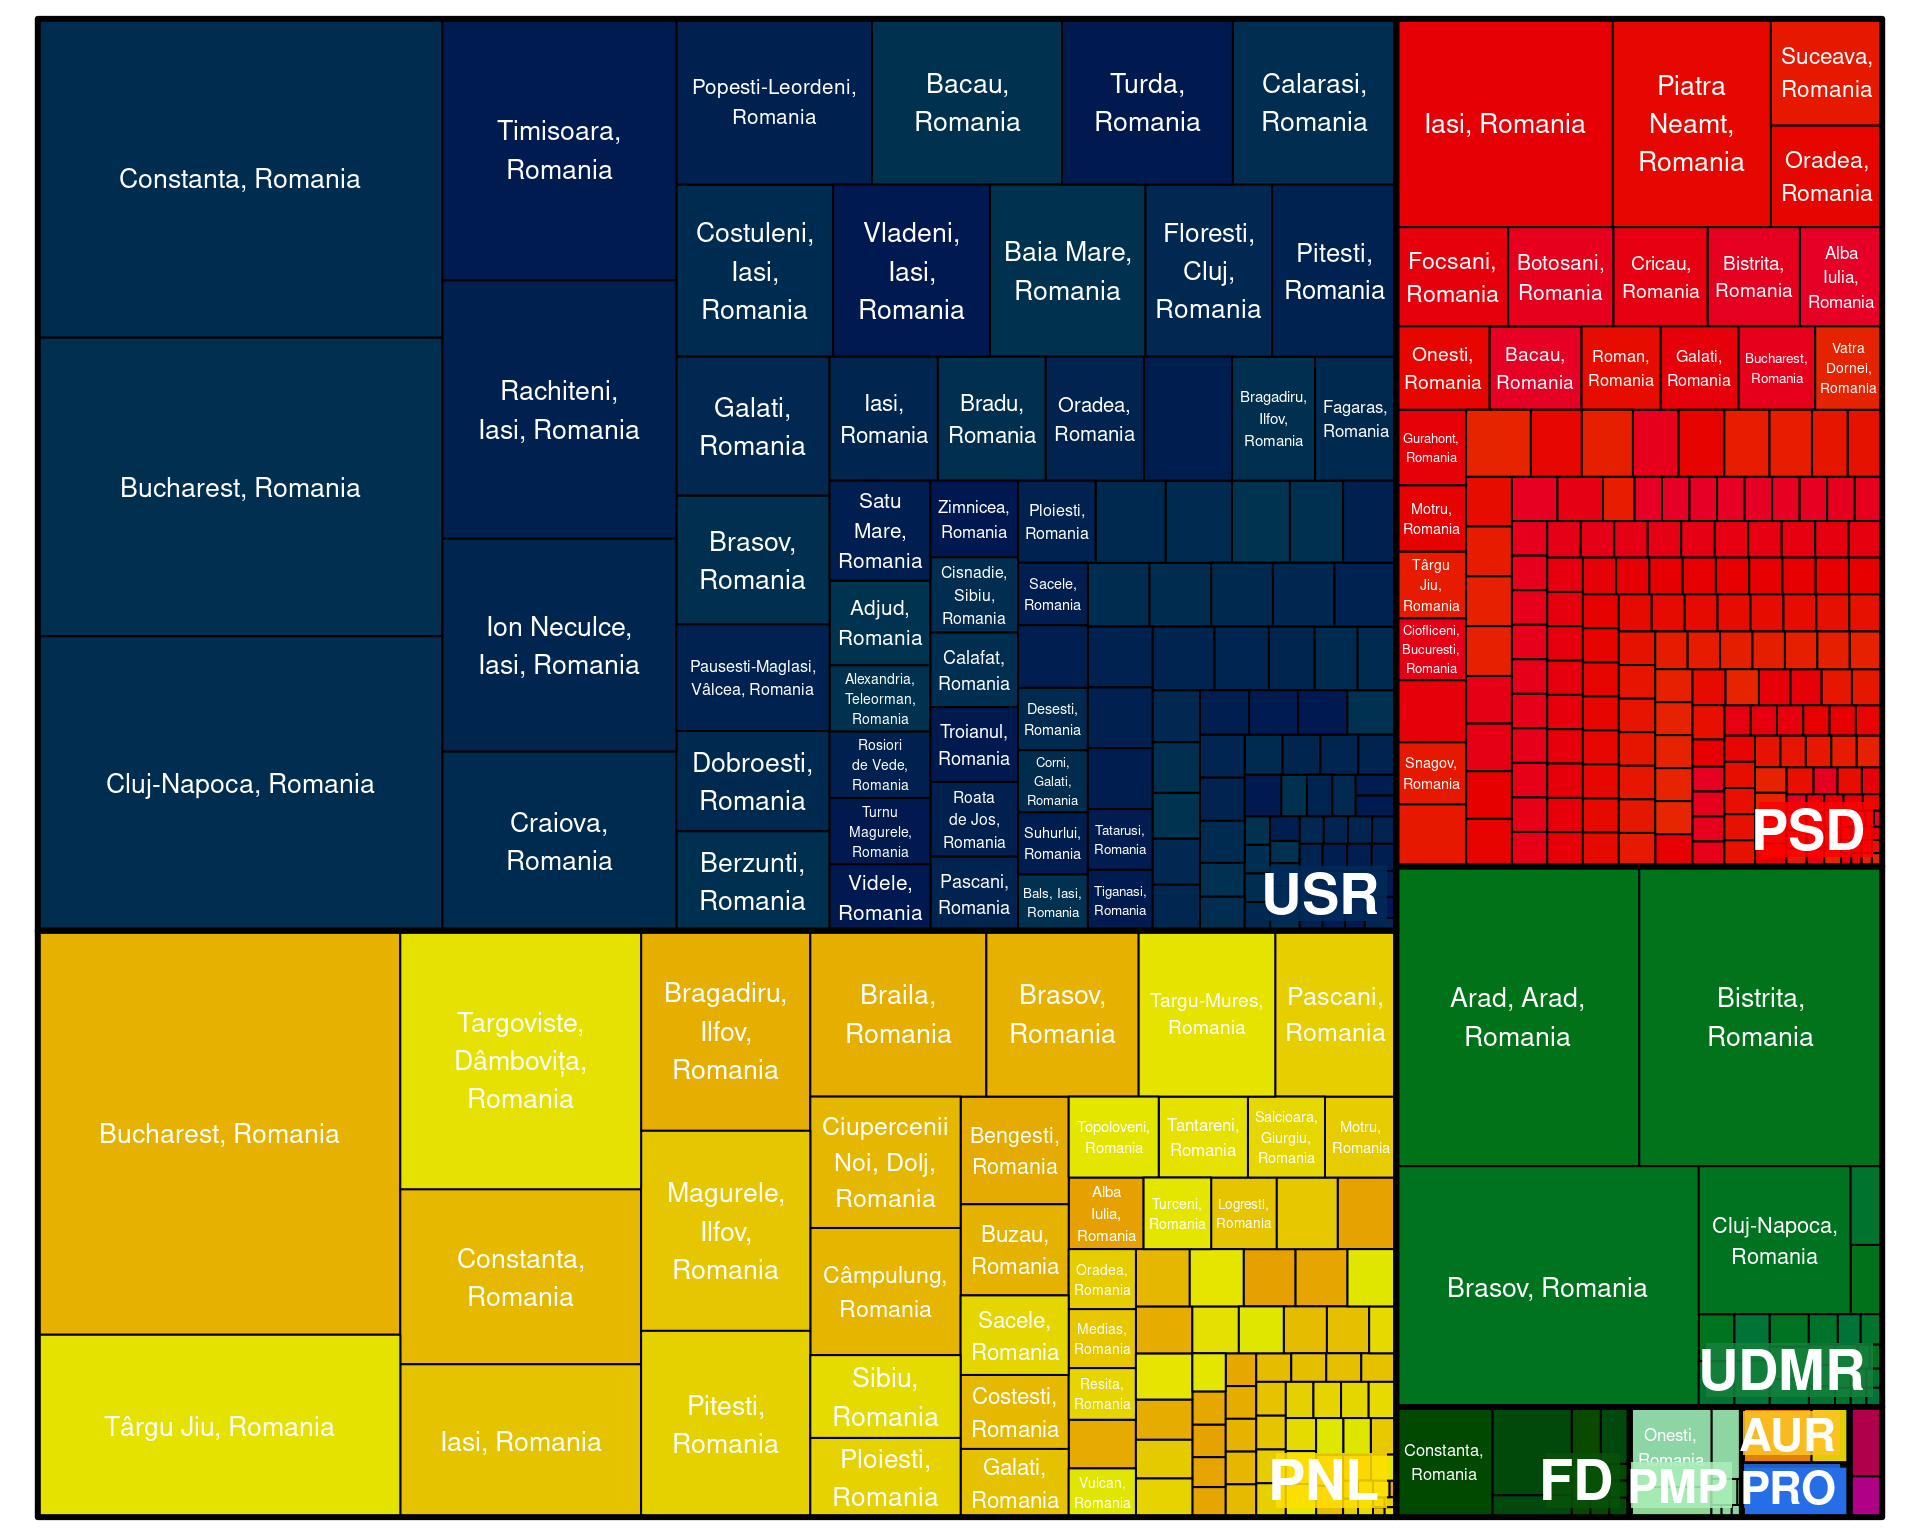 Constanta, Romania
Bucharest, Romania
Cluj-Napoca, Romania
Timisoara,
Romania
Rachiteni,
Iasi, Romania
Ion Neculce,
Iasi, Romania
Craiova,
Romania
Popesti-Leordeni,
Romania
Bacau,
Romania
Turda,
Romania
Calarasi,
Romania
Costuleni,
Iasi,
Romania
Vladeni,
Iasi,
Romania
Baia Mare,
Romania
Floresti,
Cluj,
Romania
Pitesti,
Romania
Galati,
Romania
Brasov,
Romania
Pausesti-Maglasi,
Vâlcea, Romania
Dobroesti,
Romania
Berzunti,
Romania
Iasi,
Romania
Bradu,
Romania
Oradea,
Romania
Bragadiru,
Ilfov,
Romania
Fagaras,
Romania
Satu
Mare,
Romania
Adjud,
Romania
Alexandria,
Teleorman,
Romania
Rosiori
de Vede,
Romania
Turnu
Magurele,
Romania
Videle,
Romania
Zimnicea,
Romania
Cisnadie,
Sibiu,
Romania
Calafat,
Romania
Troianul,
Romania
Roata
de Jos,
Romania
Pascani,
Romania
Ploiesti,
Romania
Sacele,
Romania
Desesti,
Romania
Corni,
Galati,
Romania
Suhurlui,
Romania
Bals, Iasi,
Romania
Tatarusi,
Romania
Tiganasi,
Romania
USR
Iasi, Romania
Piatra
Neamt,
Romania
Suceava,
Romania
Oradea,
Romania
Focsani,
Romania
Botosani,
Romania
Cricau,
Romania
Bistrita,
Romania
Alba
Iulia,
Romania
Onesti,
Romania
Bacau,
Romania
Roman,
Romania
Galati,
Romania
Bucharest,
Romania
Vatra
Dornei,
Romania
Gurahont,
Romania
Motru,
Romania
Târgu
Jiu,
Romania
Ciofliceni,
Bucuresti,
Romania
Snagov,
Romania
PSD
Bucharest, Romania
Târgu Jiu, Romania
Targoviste,
Dâmbovița,
Romania
Constanta,
Romania
Iasi, Romania
Bragadiru,
Ilfov,
Romania
Magurele,
Ilfov,
Romania
Pitesti,
Romania
Braila,
Romania
Brasov,
Romania
Targu-Mures,
Romania
Pascani,
Romania
Ciupercenii
Noi, Dolj,
Romania
Câmpulung,
Romania
Sibiu,
Romania
Ploiesti,
Romania
Bengesti,
Romania
Buzau,
Romania
Sacele,
Romania
Costesti,
Romania
Galati,
Romania
Topoloveni,
Romania
Tantareni,
Romania
Salcioara,
Giurgiu,
Romania
Motru,
Romania
Alba
Iulia,
Romania
Turceni,
Romania
Logresti,
Romania
Oradea,
Romania
Medias,
Romania
Resita,
Romania
Vulcan,
Romania
PNL
Arad, Arad,
Romania
Bistrita,
Romania
Brasov, Romania
Cluj-Napoca,
Romania
UDMR
Constanta,
Romania
FD
Onesti,
Romania
PMP
AUR
PRO